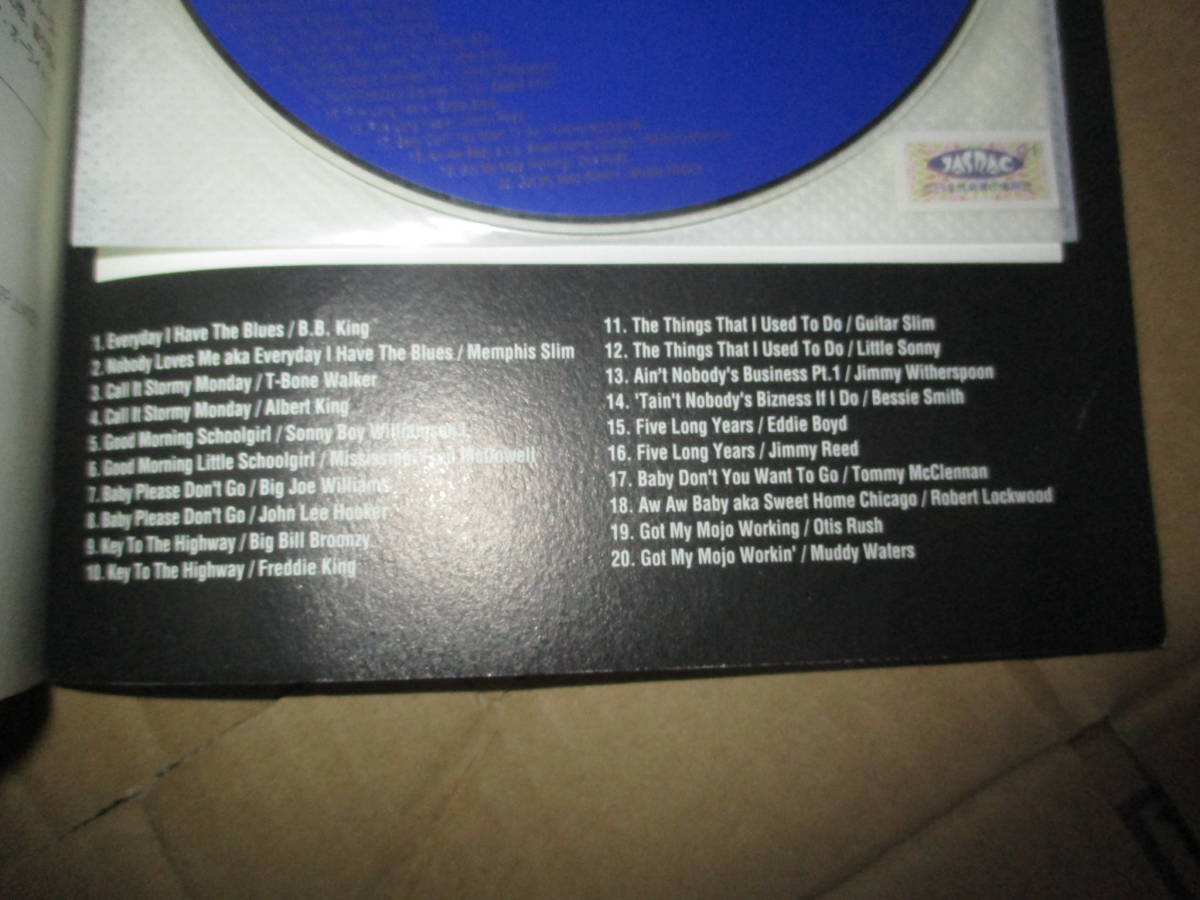 JASRAC
1. Everyday I Have The Blues / B.B. King
2. Nobody Loves Me aka Everyday I Have The Blues / Memphis Slim
3. Call It Stormy Monday / T-Bone Walker
4. Call It Stormy Monday / Albert King
5. Good Morning Schoolgirl / Sonny Boy Williamson I
6. Good Morning Little Schoolgirl / Mississippi Fred McDowell
7. Baby Please Don't Go / Big Joe Williams
8. Baby Please Don't Go / John Lee Hooker
9. Key To The Highway / Big Bill Broonzy
10. Key To The Highway / Freddie King
11. The Things That I Used To Do / Guitar Slim
12. The Things That I Used To Do / Little Sonny
13. Ain't Nobody's Business Pt.1 / Jimmy Witherspoon
14. 'Tain't Nobody's Bizness If I Do / Bessie Smith
15. Five Long Years / Eddie Boyd
16. Five Long Years / Jimmy Reed
17. Baby Don't You Want To Go / Tommy McClennan
18. Aw Aw Baby aka Sweet Home Chicago / Robert Lockwood
19. Got My Mojo Working / Otis Rush
20. Got My Mojo Workin' / Muddy Waters